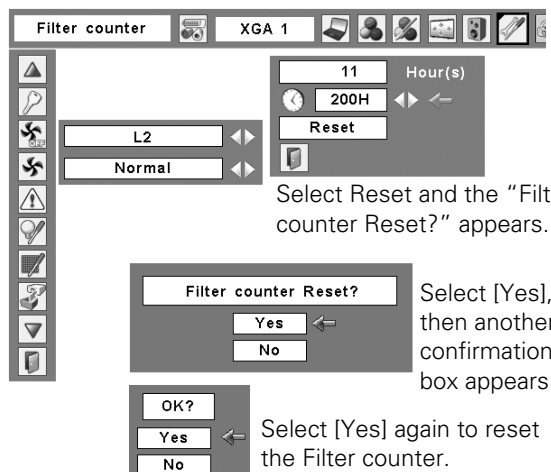 Filter counter XGA 1
11 Hour(s)
200H
OFF
L2
Reset
Normal
Select Reset and the “Filt
counter Reset?” appears.
Filter counter Reset?
Yes
No
Select [Yes],
then another
confirmation
box appears
OK?
Yes
No
Select [Yes] again to reset
the Filter counter.